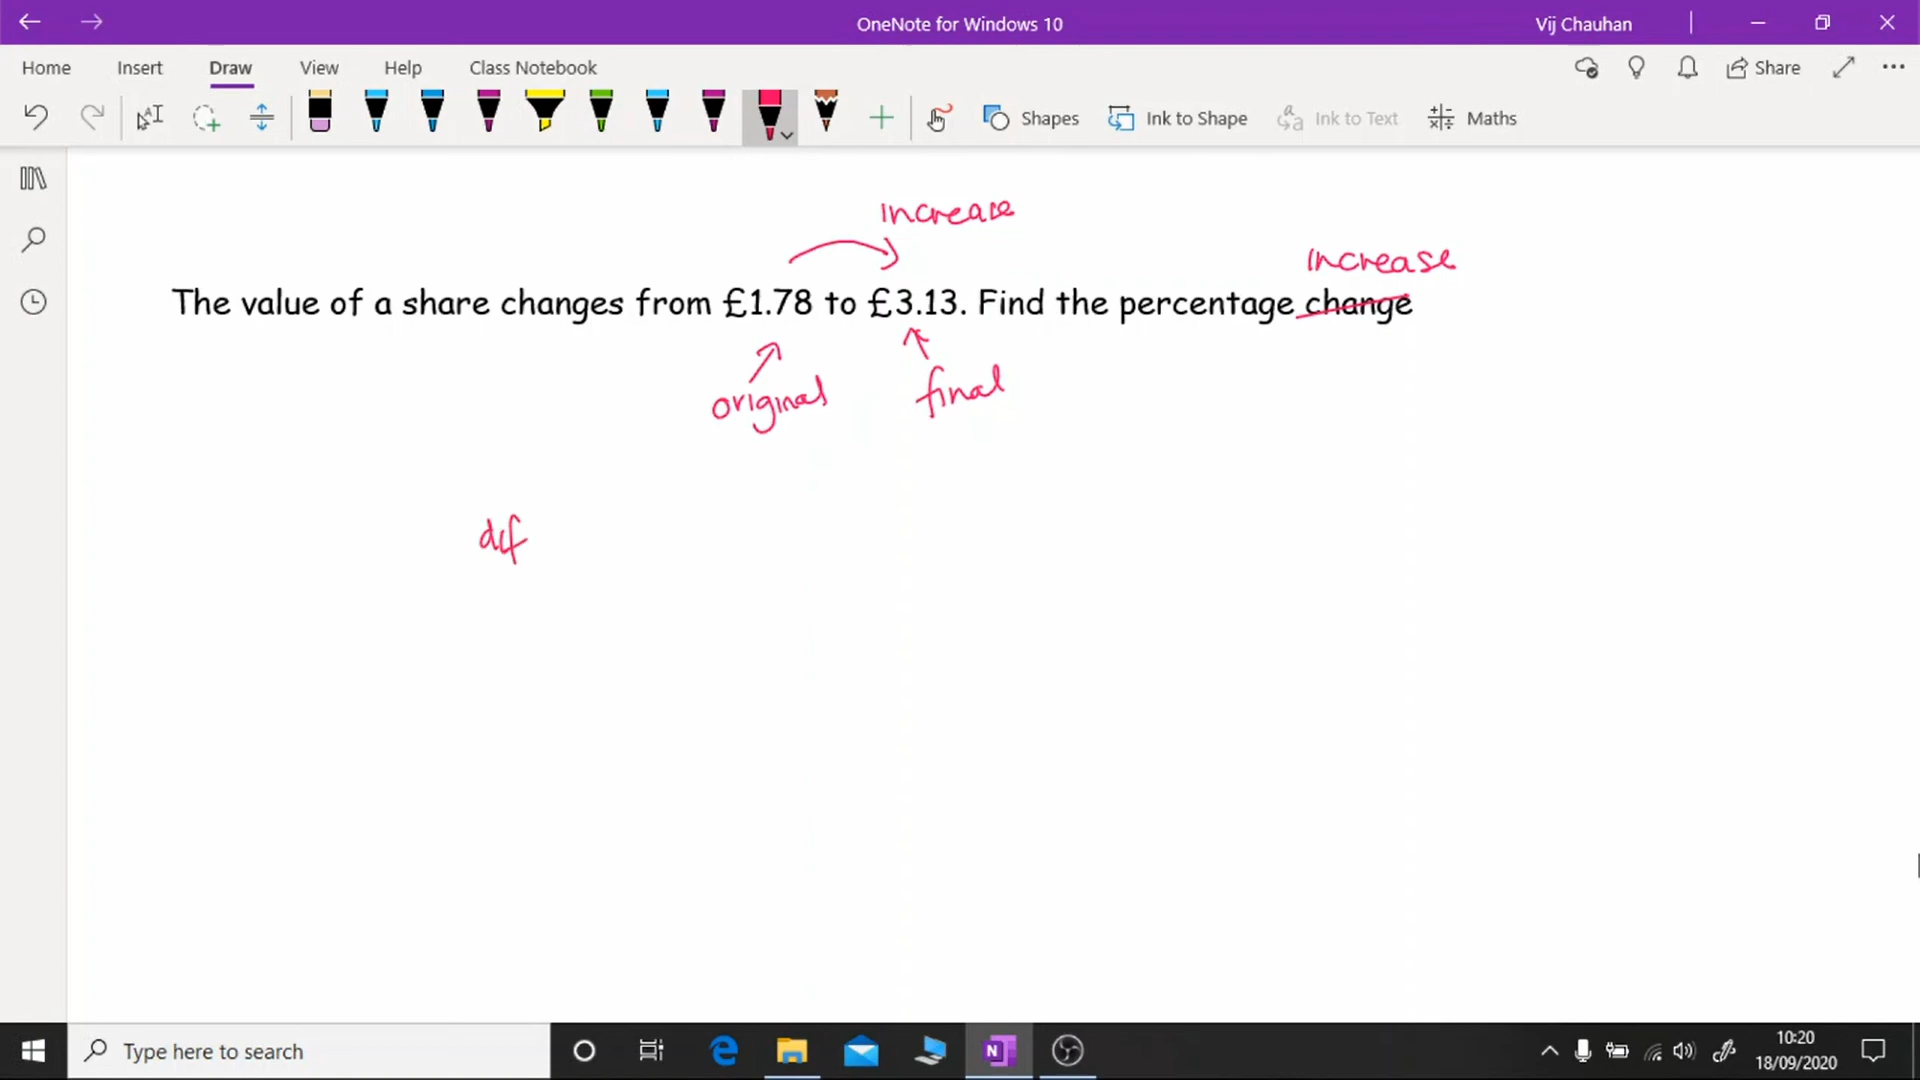 OneNote for Windows 10
Vij Chauhan
Home Insert Draw View Help Class Notebook Share
Shapes Ink to Shape Ink to Text Maths
increase
increase
The value of a share changes from £1.78 to £3.13. Find the percentage change
original
final
dif
Type here to search
10:20
18/09/2020